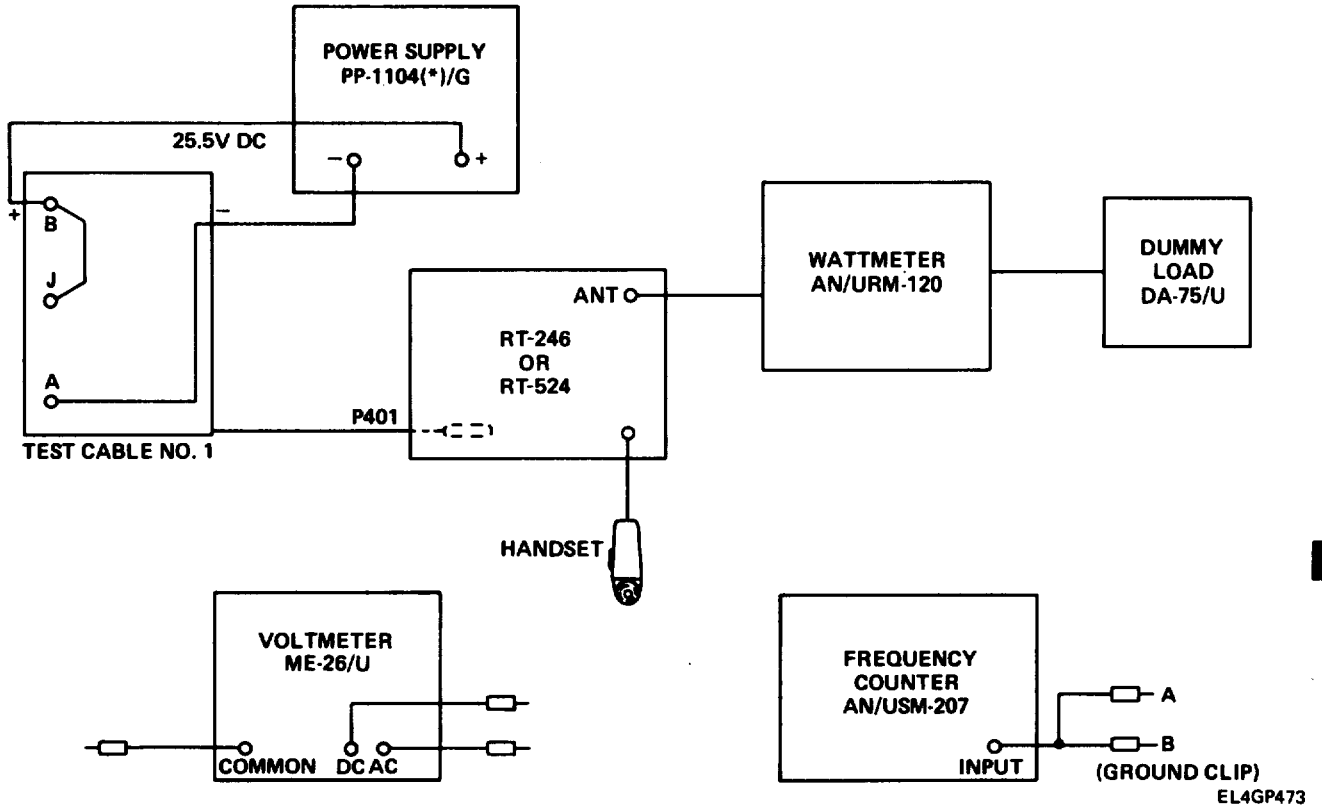 POWER SUPPLY
PP-1104(*)/G
25.5V DC
− +
+ −
B
J
A
TEST CABLE NO. 1
P401
ANT
RT-246
OR
RT-524
WATTMETER
AN/URM-120
DUMMY
LOAD
DA-75/U
HANDSET
VOLTMETER
ME-26/U
COMMON DC AC
FREQUENCY
COUNTER
AN/USM-207
INPUT
A
B
(GROUND CLIP)
EL4GP473